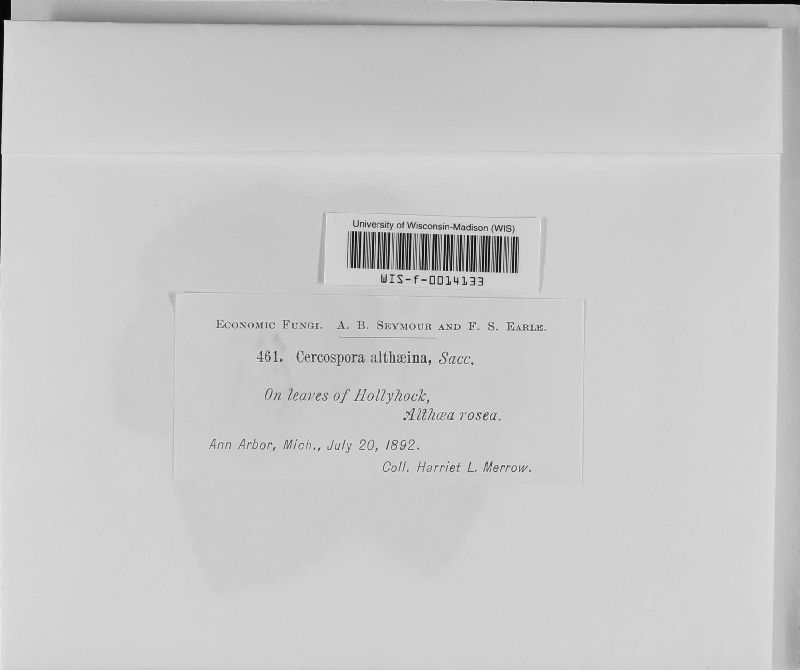 University of Wisconsin-Madison (WIS)
WIS-f-0014133
Economic Fungi. A. B. Seymour and F. S. Earle.
461. Cercospora althæina, Sacc.
On leaves of Hollyhock,
Althæa rosea.
Ann Arbor, Mich., July 20, 1892.
Coll. Harriet L. Merrow.